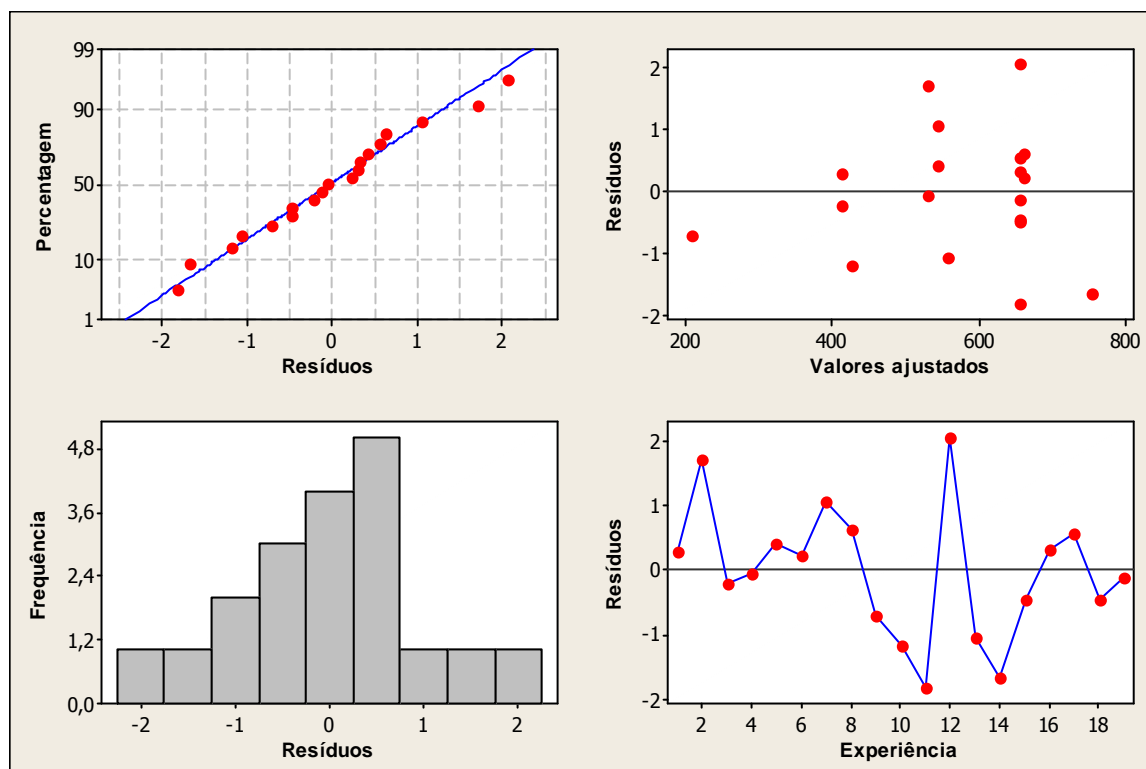 99
90
50
10
1
Percentagem
-2 -1 0 1 2
Resíduos
2
1
0
-1
-2
Resíduos
200 400 600 800
Valores ajustados
4,8
3,6
2,4
1,2
0,0
Frequência
-2 -1 0 1 2
Resíduos
2
1
0
-1
-2
Resíduos
2 4 6 8 10 12 14 16 18
Experiência